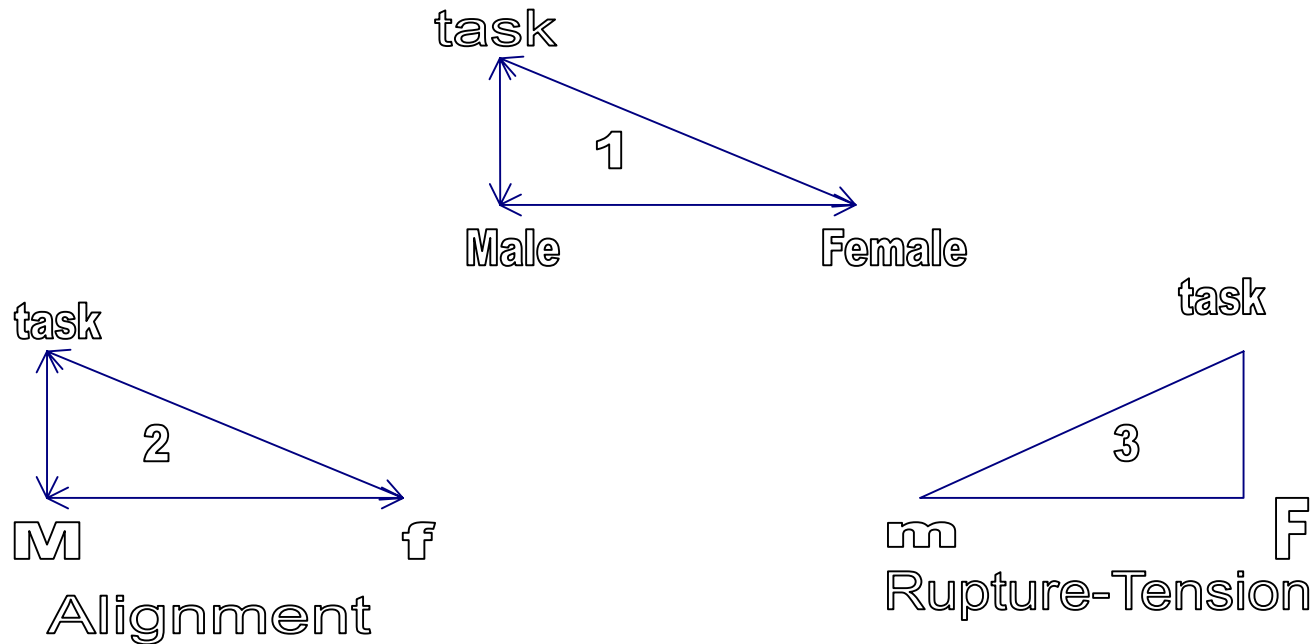 task
1
Male Female
task
2
M f
Alignment
task
3
m F
Rupture-Tension